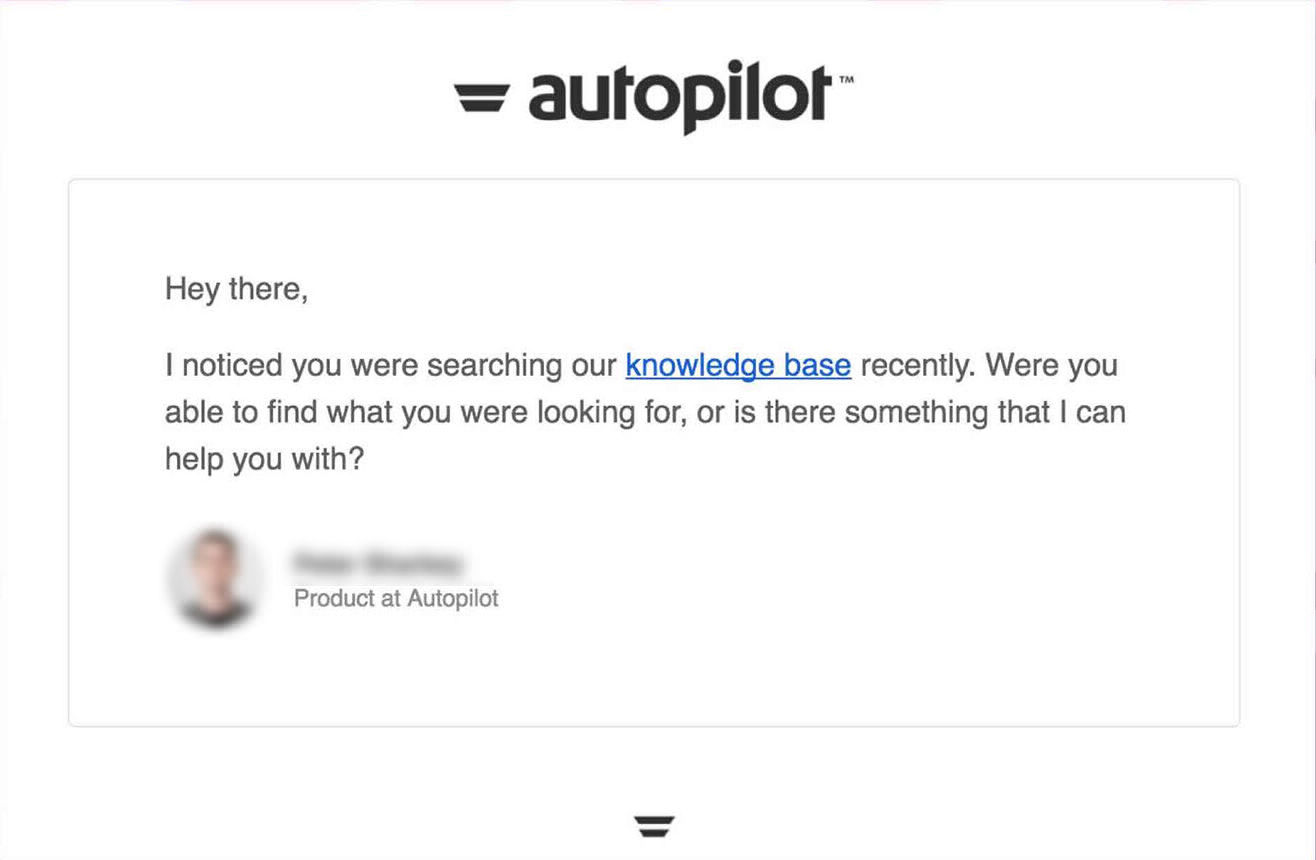 autopilot™
Hey there,
I noticed you were searching our knowledge base recently. Were you
able to find what you were looking for, or is there something that I can
help you with?
Product at Autopilot